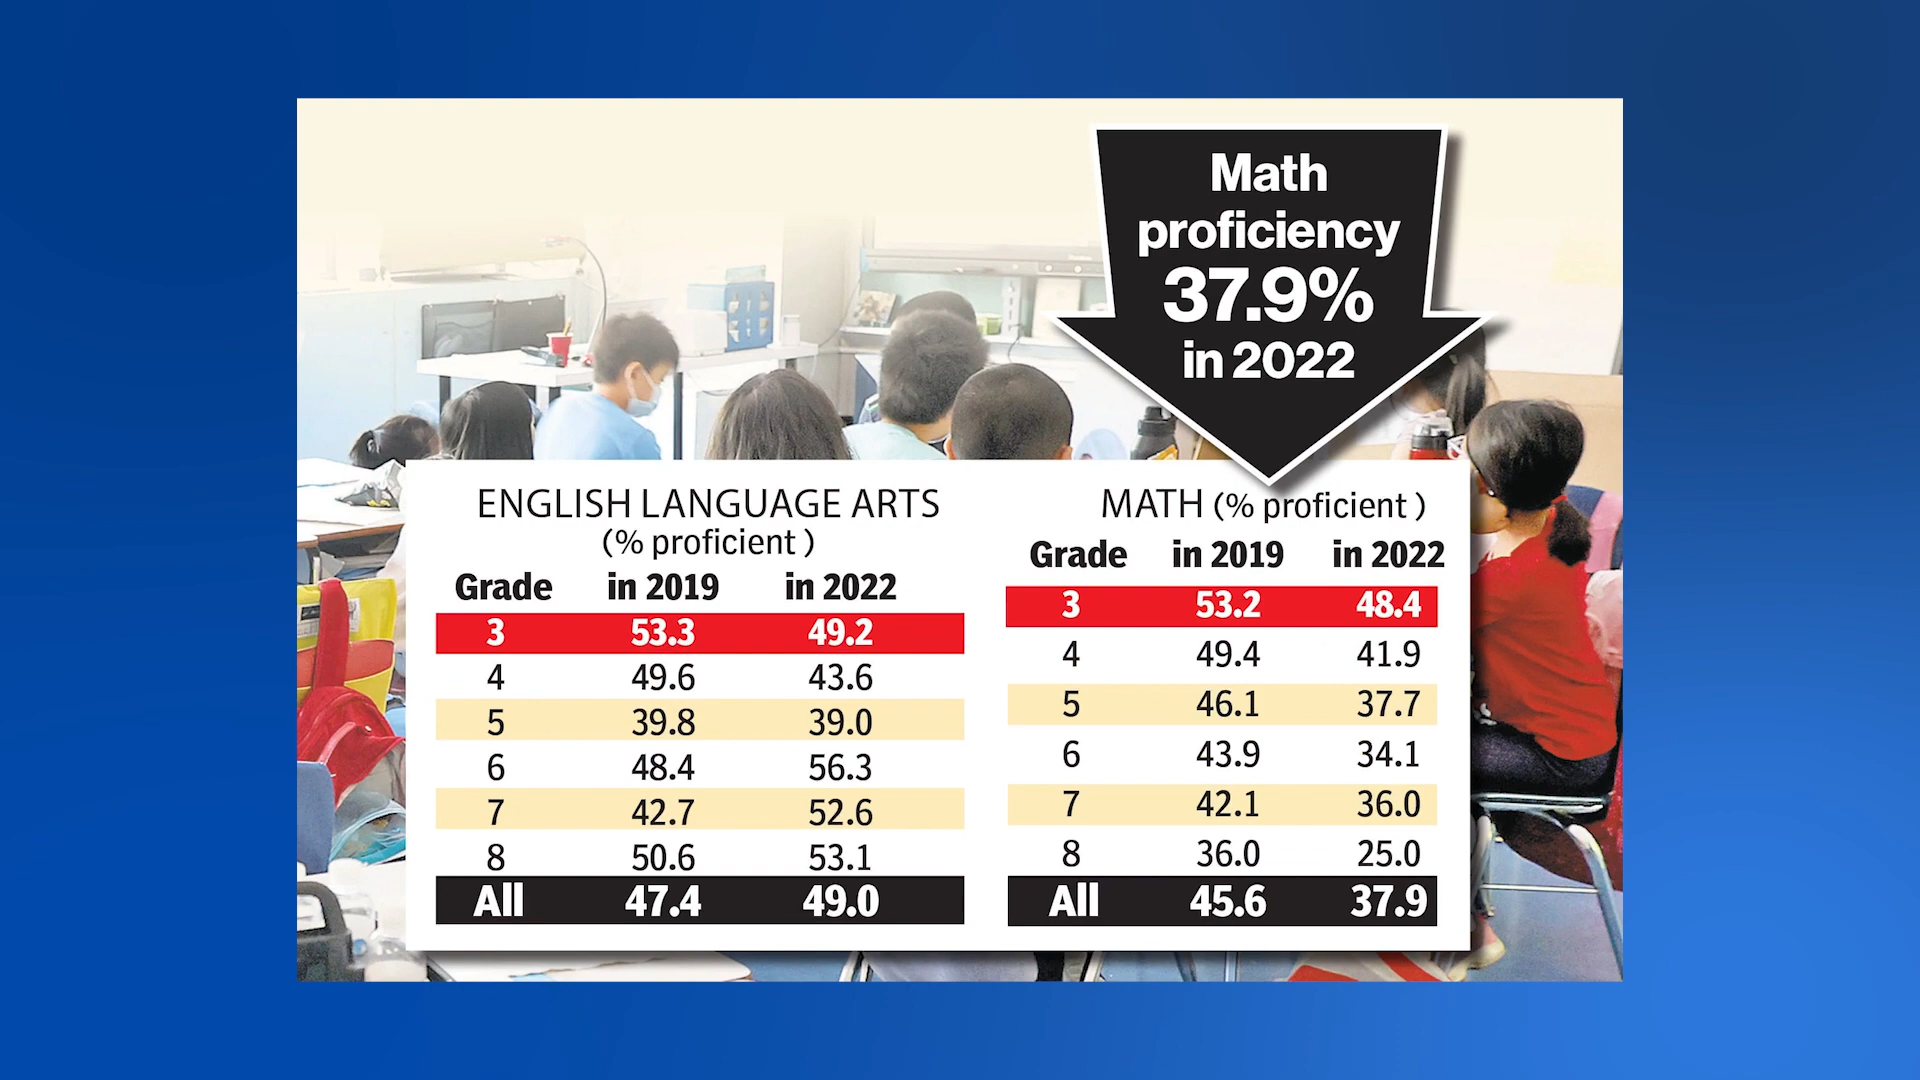 Math
proficiency
37.9%
in 2022
ENGLISH LANGUAGE ARTS
(% proficient )
Grade in 2019 in 2022
3 53.3 49.2
4 49.6 43.6
5 39.8 39.0
6 48.4 56.3
7 42.7 52.6
8 50.6 53.1
All 47.4 49.0
MATH (% proficient )
Grade in 2019 in 2022
3 53.2 48.4
4 49.4 41.9
5 46.1 37.7
6 43.9 34.1
7 42.1 36.0
8 36.0 25.0
All 45.6 37.9